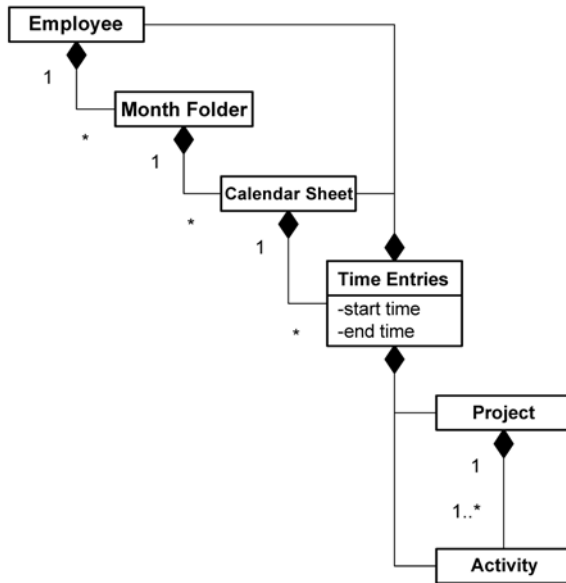 Employee
1
Month Folder
*
1
Calendar Sheet
*
1
Time Entries
-start time
-end time
*
Project
1
1..*
Activity